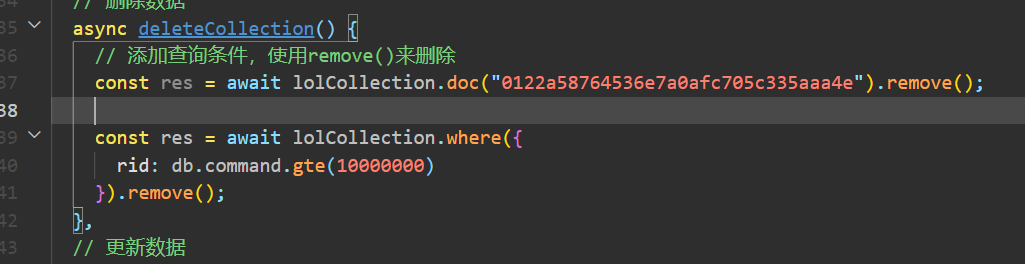 // 删除数据
35 async deleteCollection() {
36 // 添加查询条件，使用remove()来删除
37 const res = await lolCollection.doc("0122a58764536e7a0afc705c335aaa4e").remove();
38
39 const res = await lolCollection.where({
40 rid: db.command.gte(10000000)
41 }).remove();
42 },
43 // 更新数据